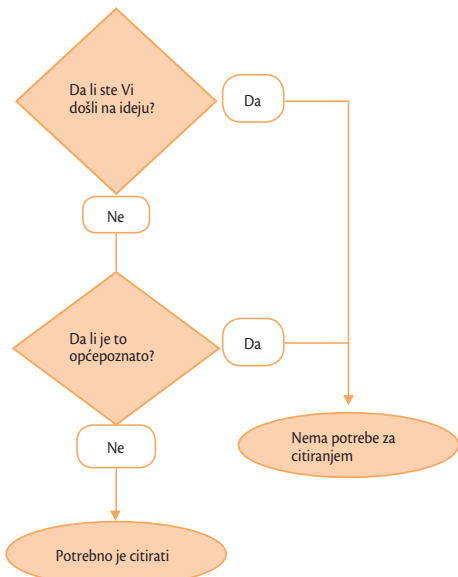 Da li ste Vi
došli na ideju?
Da
Ne
Da li je to
općepoznato?
Da
Ne
Nema potrebe za
citiranjem
Potrebno je citirati